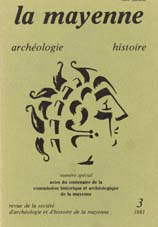 la mayenne
archéologie histoire
numéro spécial
actes du centenaire de la
commission historique et archéologique
de la mayenne
3
revue de la société
d'archéologie et d'histoire de la mayenne
1981